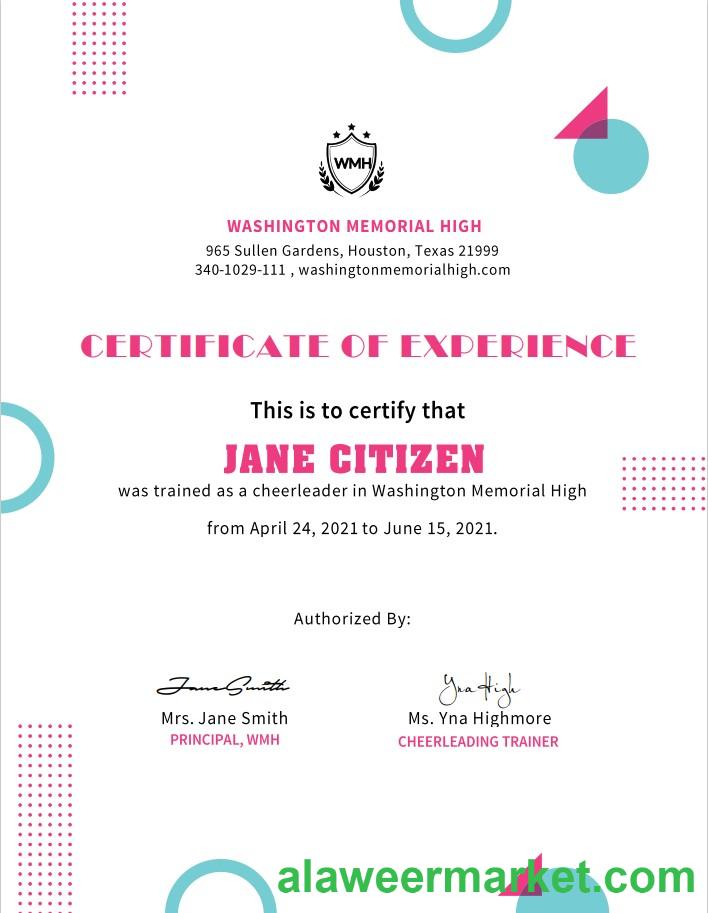 WMH
WASHINGTON MEMORIAL HIGH
965 Sullen Gardens, Houston, Texas 21999
340-1029-111 , washingtonmemorialhigh.com
CERTIFICATE OF EXPERIENCE
This is to certify that
JANE CITIZEN
was trained as a cheerleader in Washington Memorial High
from April 24, 2021 to June 15, 2021.
Authorized By:
Jane Smith Yna High
Mrs. Jane Smith Ms. Yna Highmore
PRINCIPAL, WMH CHEERLEADING TRAINER
alaweermarket.com